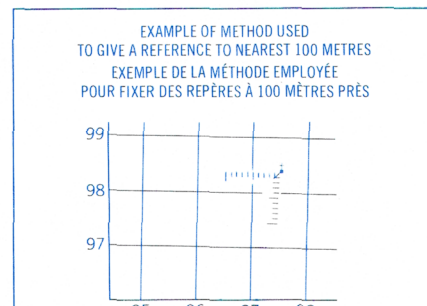 EXAMPLE OF METHOD USED
TO GIVE A REFERENCE TO NEAREST 100 METRES
EXEMPLE DE LA MÉTHODE EMPLOYÉE
POUR FIXER DES REPÈRES À 100 MÈTRES PRÈS
99
98
97